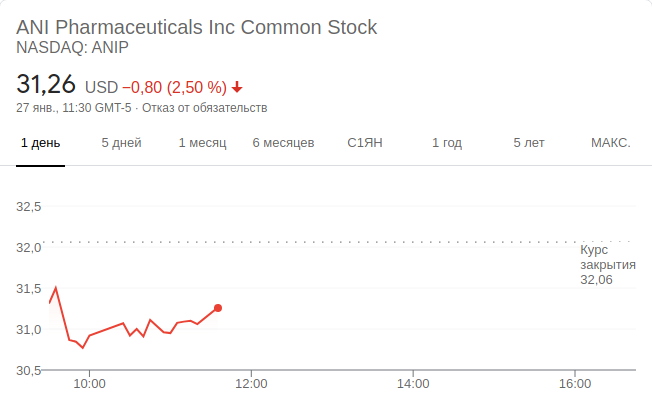 ANI Pharmaceuticals Inc Common Stock
NASDAQ: ANIP
31,26 USD −0,80 (2,50 %)
27 янв., 11:30 GMT-5 · Отказ от обязательств
1 день 5 дней 1 месяц 6 месяцев С1ЯН 1 год 5 лет МАКС.
32,5
32,0
Курс
закрытия
32,06
31,5
31,0
30,5
10:00 12:00 14:00 16:00